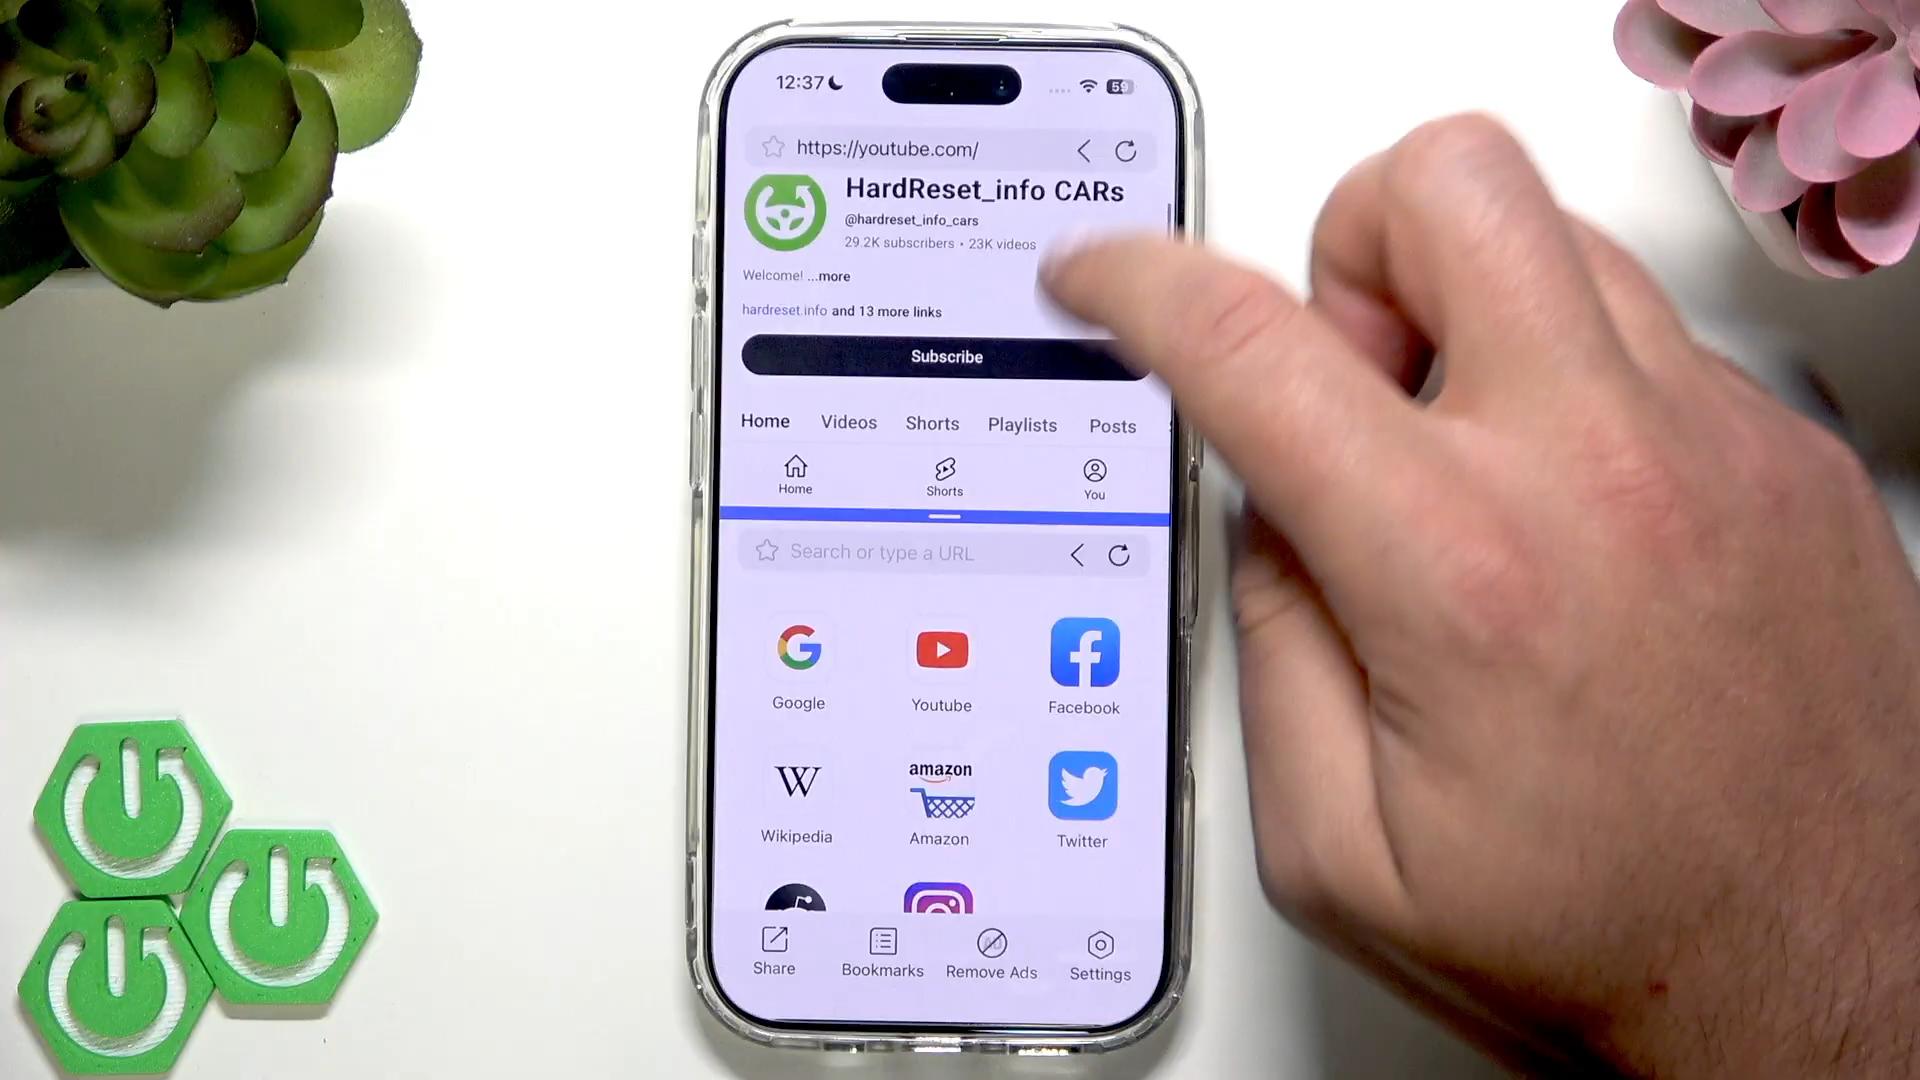 12:37
59
https://youtube.com/
HardReset_info CARs
@hardreset_info_cars
29.2K subscribers • 23K videos
Welcome! ...more
hardreset.info and 13 more links
Subscribe
Home Videos Shorts Playlists Posts
Home Shorts You
Search or type a URL
Google Youtube Facebook
W amazon
Wikipedia Amazon Twitter
AD
Share Bookmarks Remove Ads Settings